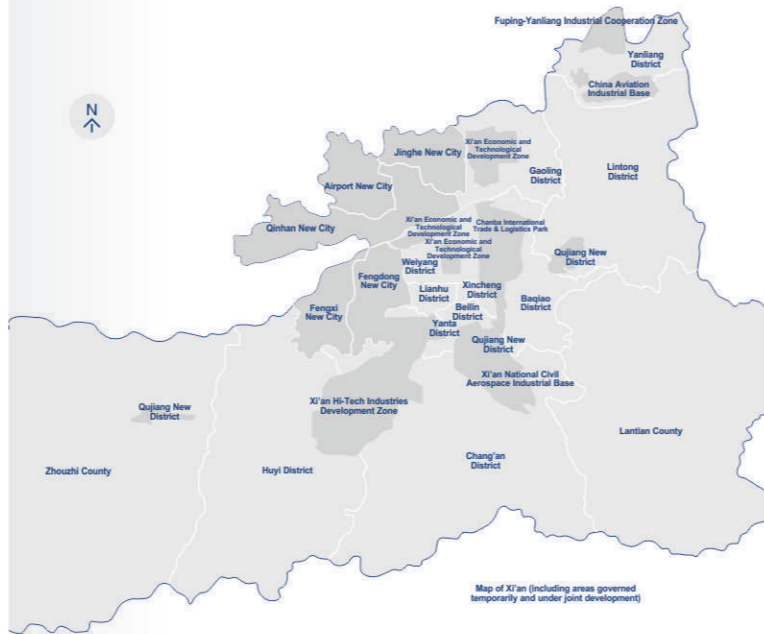 Fuping-Yanliang Industrial Cooperation Zone
Yanliang
District
China Aviation
Industrial Base
N
Jinghe New City
Xi'an Economic and
Technological
Development Zone
Gaoling
District
Lintong
District
Airport New City
Qinhan New City
Xi'an Economic and
Technological
Development Zone
Chanba International
Trade & Logistics Park
Xi'an Economic and
Technological
Development Zone
Qujiang New
District
Weiyang
District
Fengdong
New City
Lianhu
District
Xincheng
District
Beilin
District
Baqiao
District
Fengxi
New City
Yanta
District
Qujiang New
District
Xi'an National Civil
Aerospace Industrial Base
Xi'an Hi-Tech Industries
Development Zone
Qujiang New
District
Lantian County
Zhouzhi County
Huyi District
Chang'an
District
Map of Xi'an (including areas governed
temporarily and under joint development)